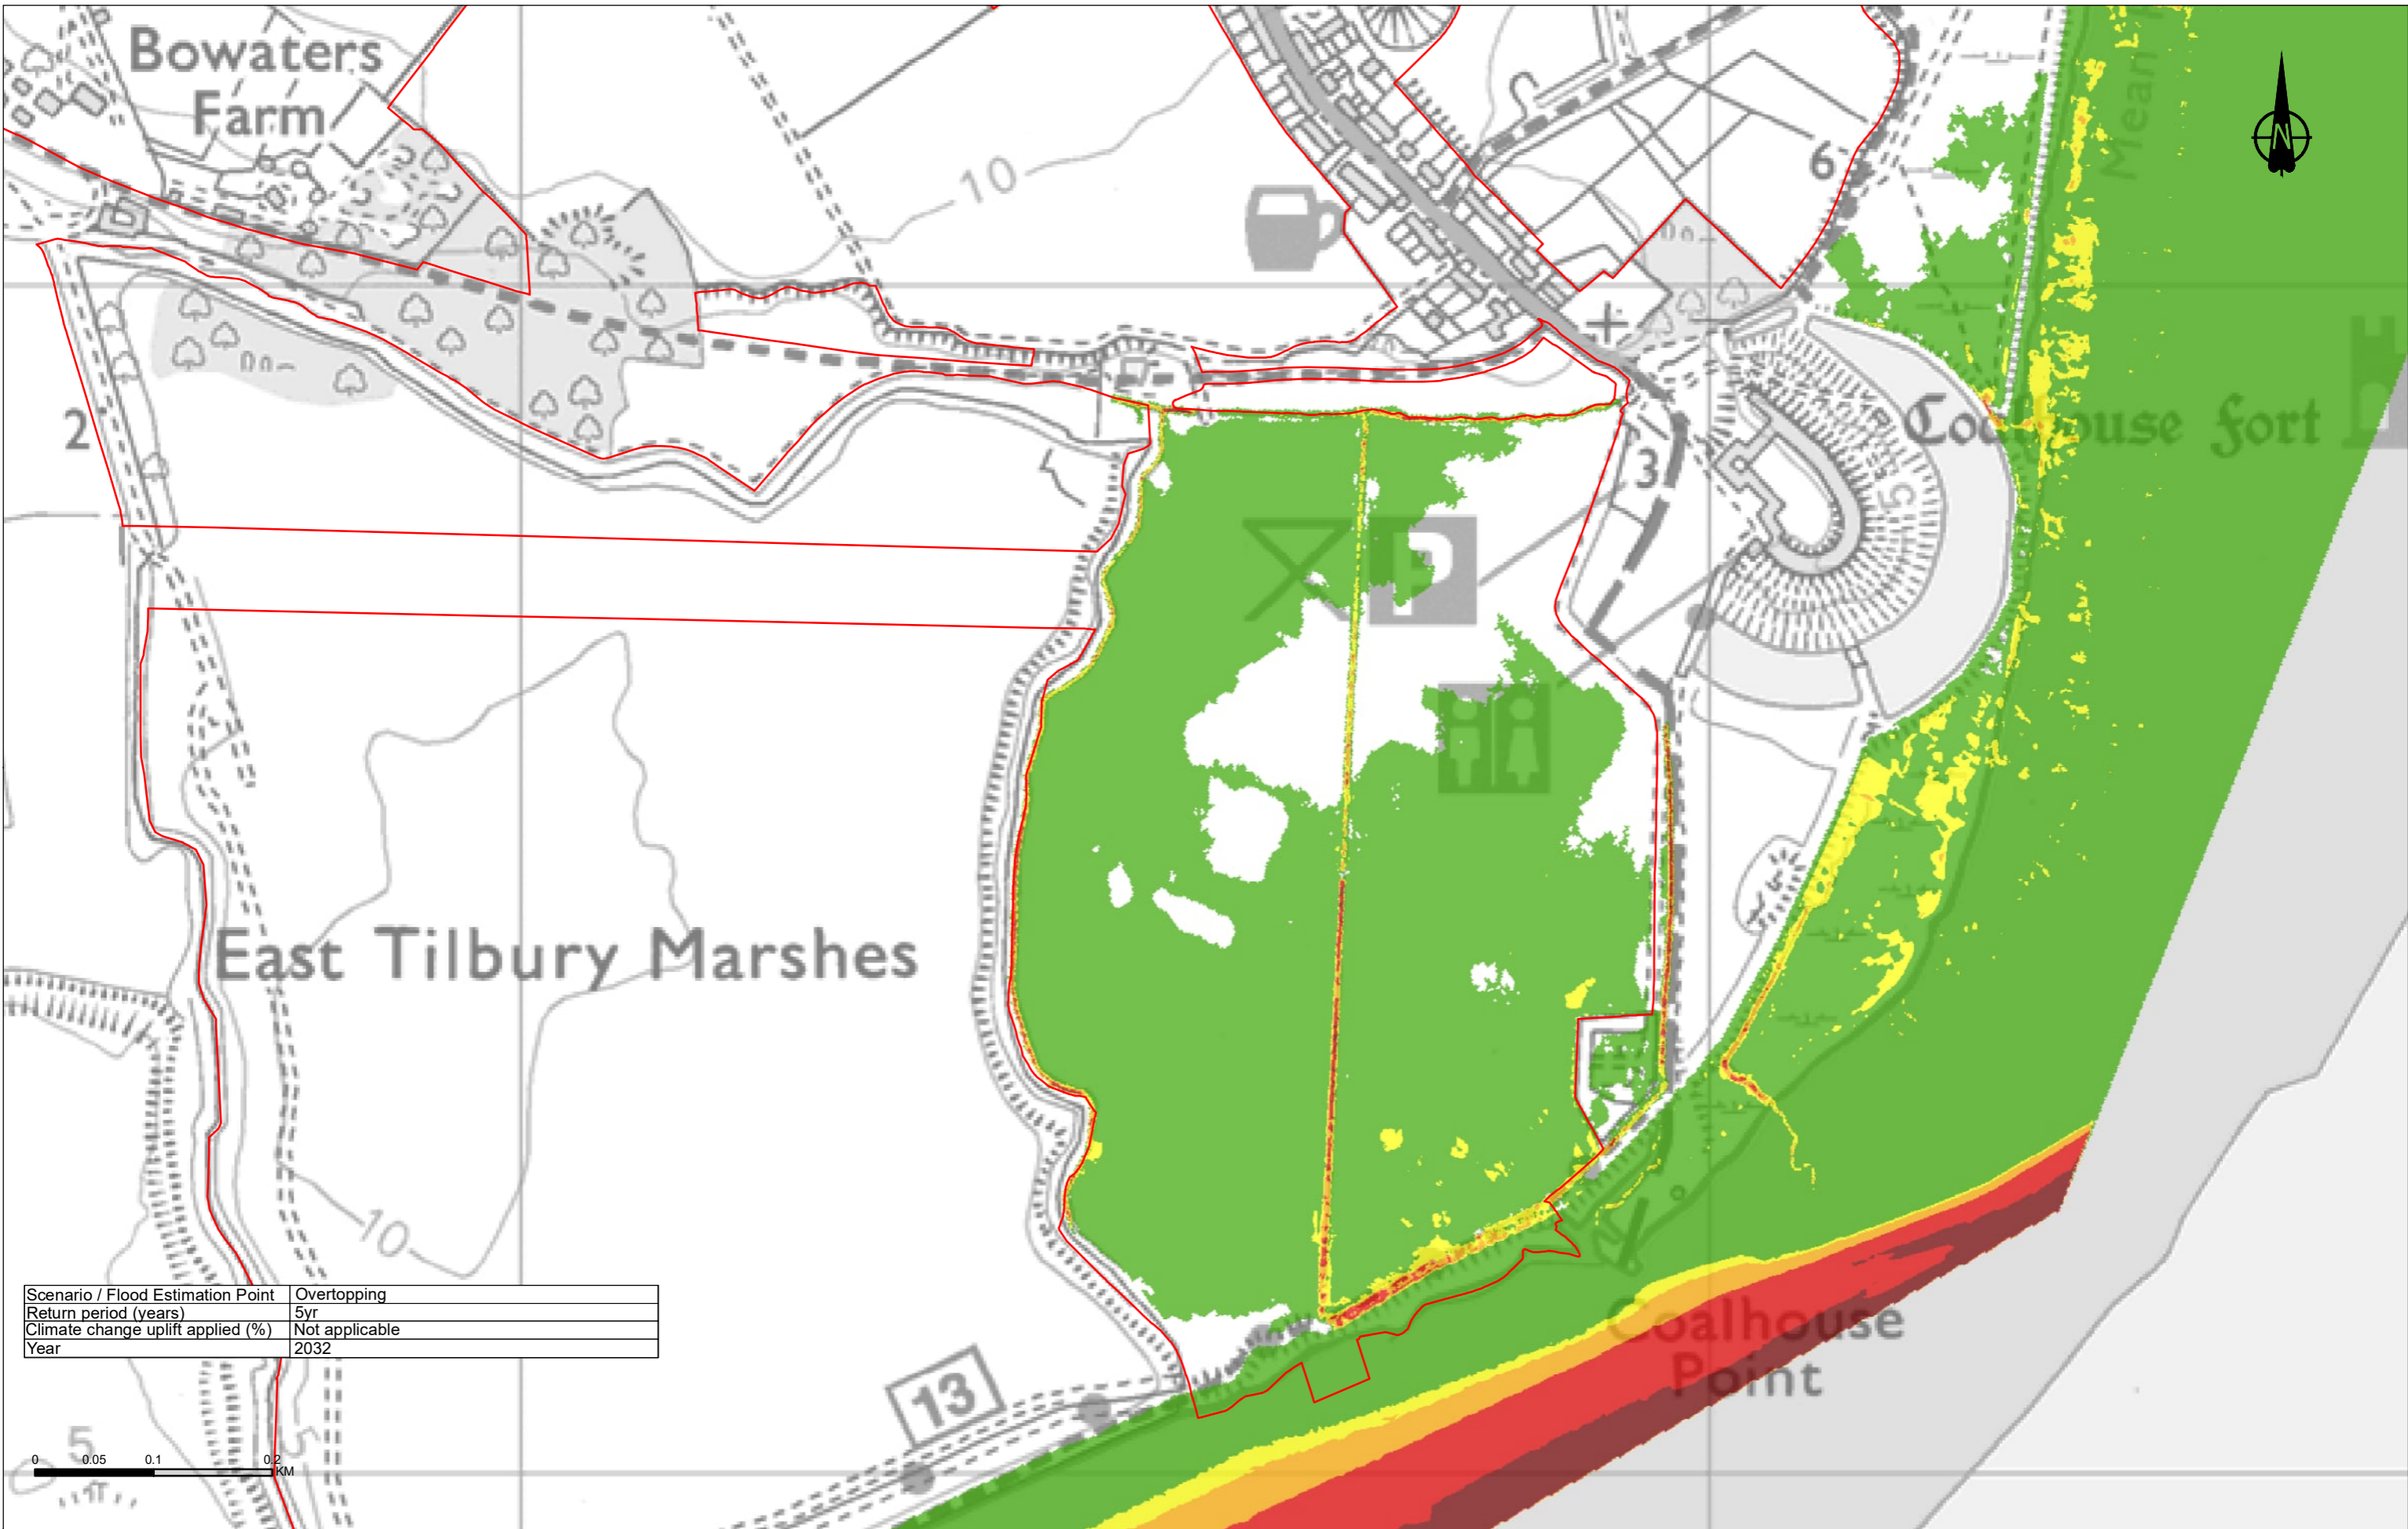 Bowaters
Farm
10
6
Mean
N
2
3
P
Coalhouse Fort
East Tilbury Marshes
10
Scenario / Flood Estimation Point Overtopping
Return period (years) 5yr
Climate change uplift applied (%) Not applicable
Year 2032
Coalhouse
Point
13
5
0 0.05 0.1 0.2
KM